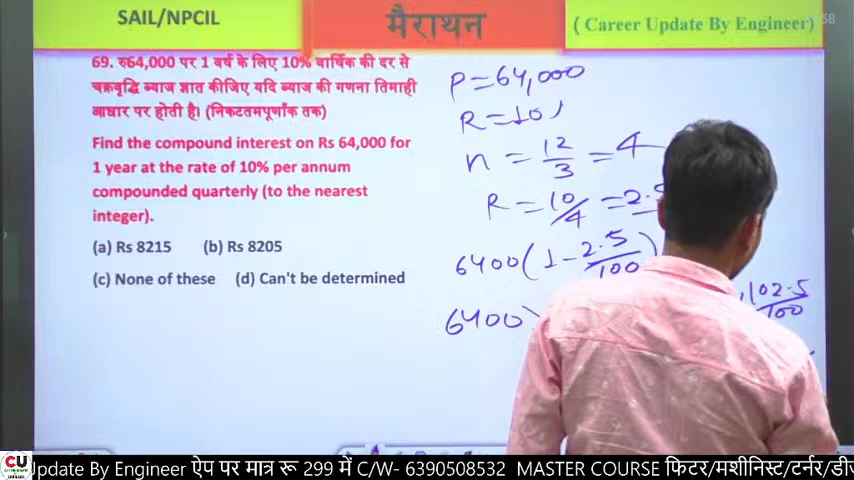 SAIL/NPCIL
मैराथन
( Career Update By Engineer)
69. रु64,000 पर 1 वर्ष के लिए 10% वार्षिक की दर से
चक्रवृद्धि ब्याज ज्ञात कीजिए यदि ब्याज की गणना तिमाही
आधार पर होती है। (निकटतमपूर्णांक तक)
Find the compound interest on Rs 64,000 for
1 year at the rate of 10% per annum
compounded quarterly (to the nearest
integer).
(a) Rs 8215 (b) Rs 8205
(c) None of these (d) Can't be determined
P=64,000
R=10
n = 12/3 = 4
R = 10/4 = 2.5
6400(1-2.5/100)
6400
102.5/100
CU
Update By Engineer ऐप पर मात्र रू 299 में C/W- 6390508532 MASTER COURSE फिटर/मशीनिस्ट/टर्नर/डीज